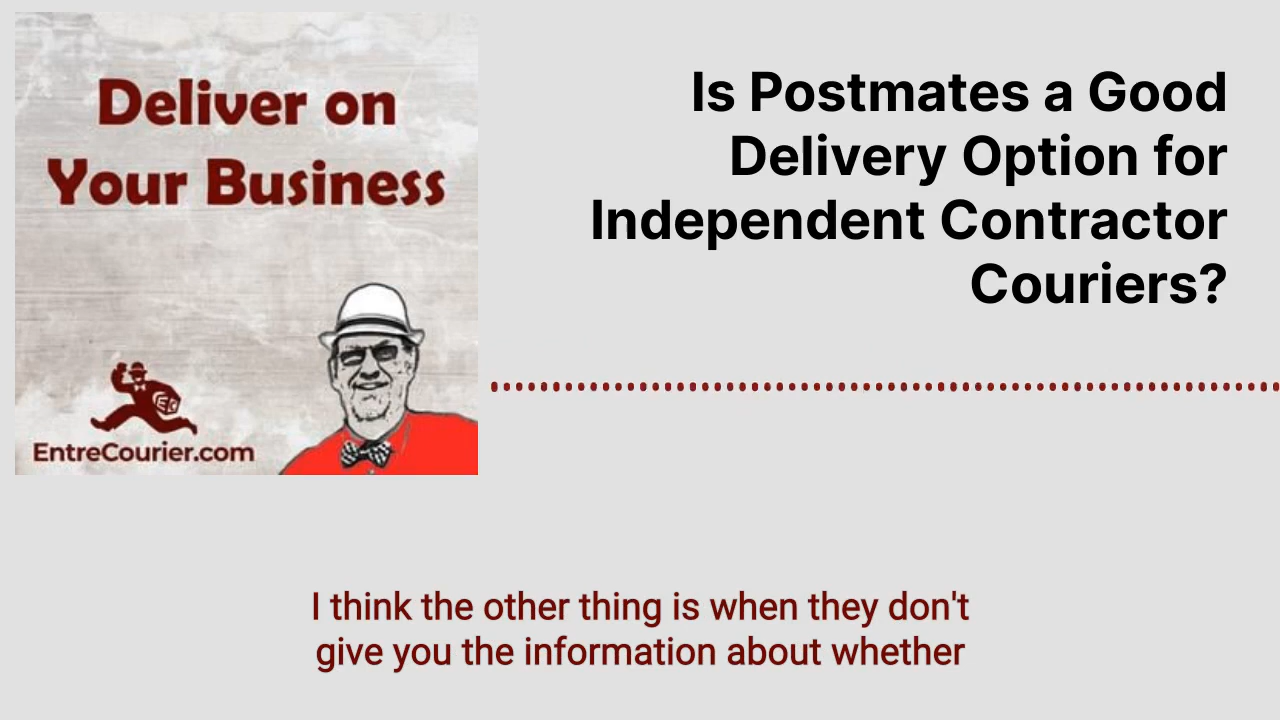 Deliver on
Your Business
EC
EntreCourier.com
Is Postmates a Good
Delivery Option for
Independent Contractor
Couriers?
I think the other thing is when they don't
give you the information about whether